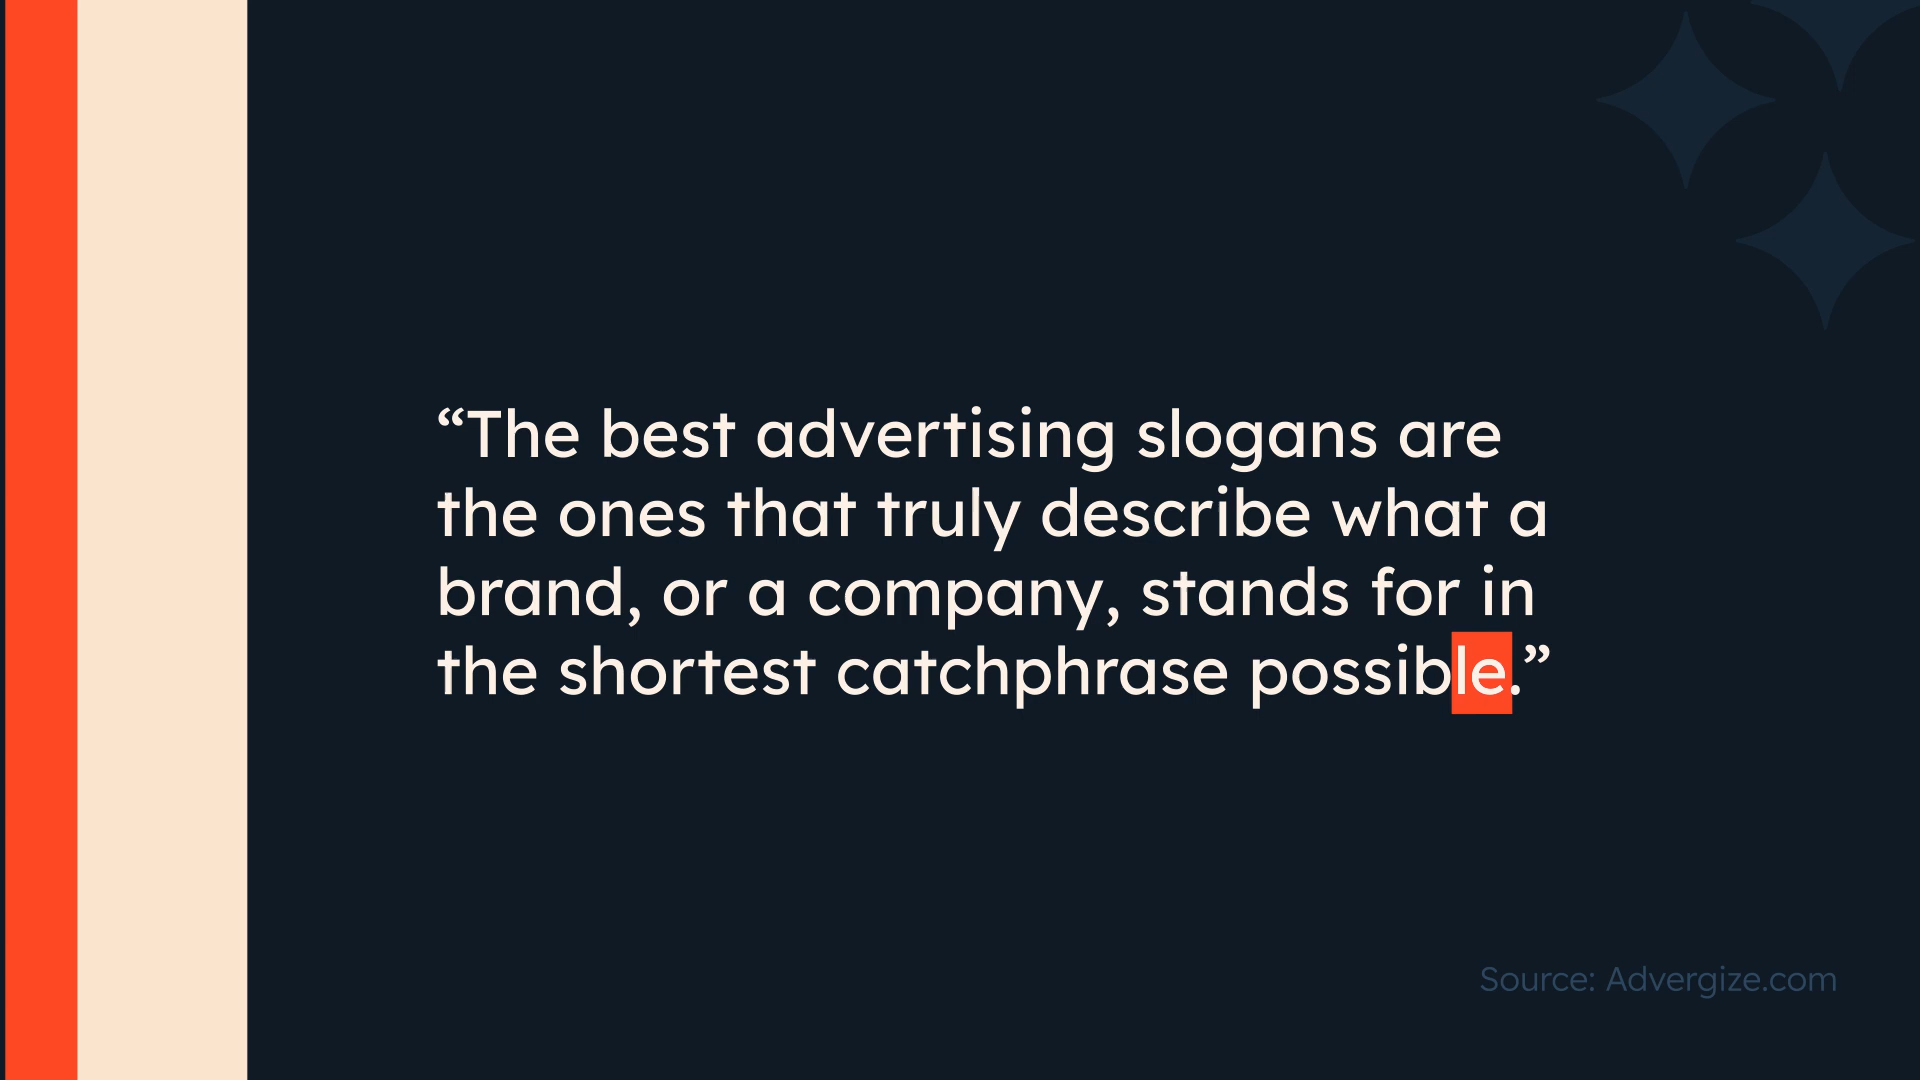 “The best advertising slogans are
the ones that truly describe what a
brand, or a company, stands for in
the shortest catchphrase possible.”
Source: Advergize.com